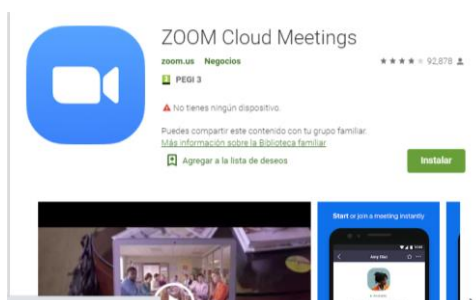 ZOOM Cloud Meetings
zoom.us Negocios
92,878
PEGI 3
No tienes ningún dispositivo.
Puedes compartir este contenido con tu grupo familiar.
Más información sobre la Biblioteca familiar
Agregar a la lista de deseos
Instalar
Start or join a meeting instantly